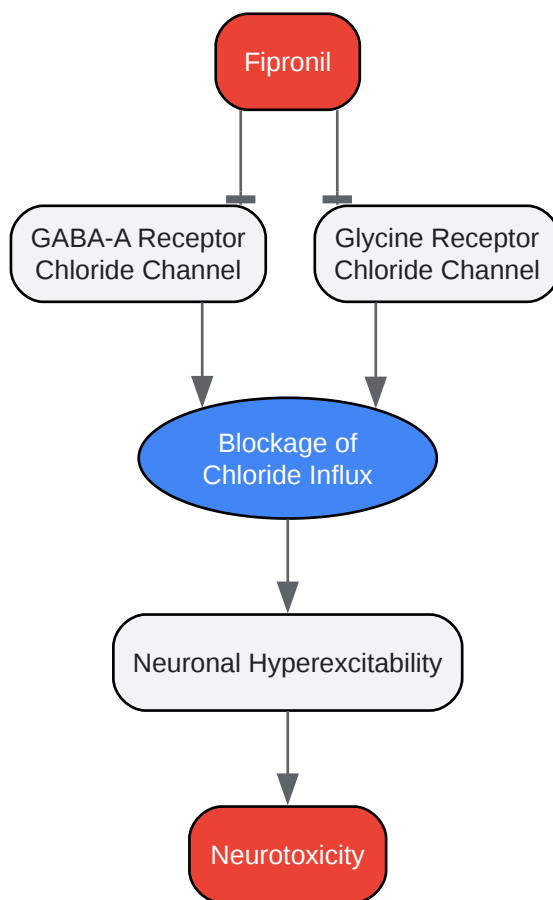 Fipronil
GABA-A Receptor
Chloride Channel
Glycine Receptor
Chloride Channel
Blockage of
Chloride Influx
Neuronal Hyperexcitability
Neurotoxicity